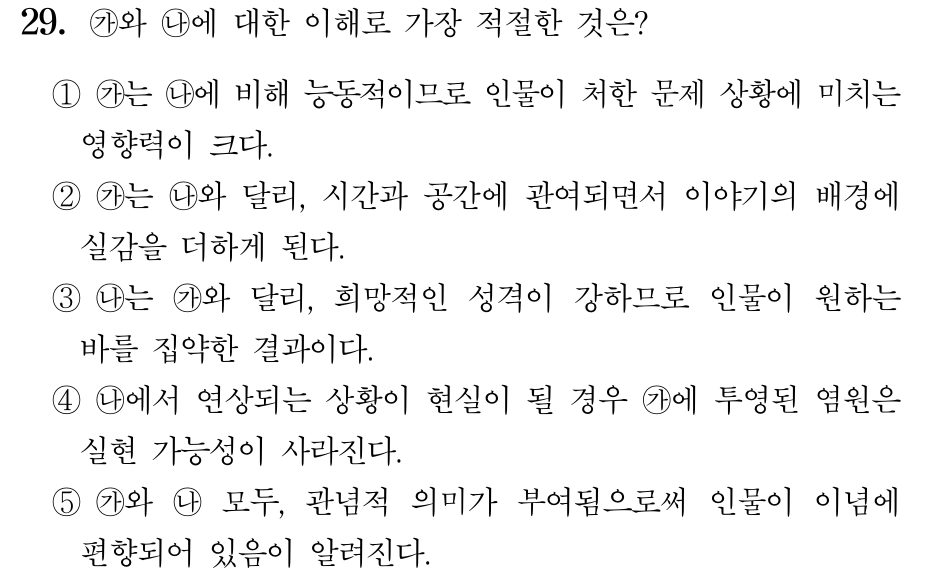 29. ㉮와 ㉯에 대한 이해로 가장 적절한 것은?
① ㉮는 ㉯에 비해 능동적이므로 인물이 처한 문제 상황에 미치는
영향력이 크다.
② ㉮는 ㉯와 달리, 시간과 공간에 관여되면서 이야기의 배경에
실감을 더하게 된다.
③ ㉯는 ㉮와 달리, 희망적인 성격이 강하므로 인물이 원하는
바를 집약한 결과이다.
④ ㉯에서 연상되는 상황이 현실이 될 경우 ㉮에 투영된 염원은
실현 가능성이 사라진다.
⑤ ㉮와 ㉯ 모두, 관념적 의미가 부여됨으로써 인물이 이념에
편향되어 있음이 알려진다.